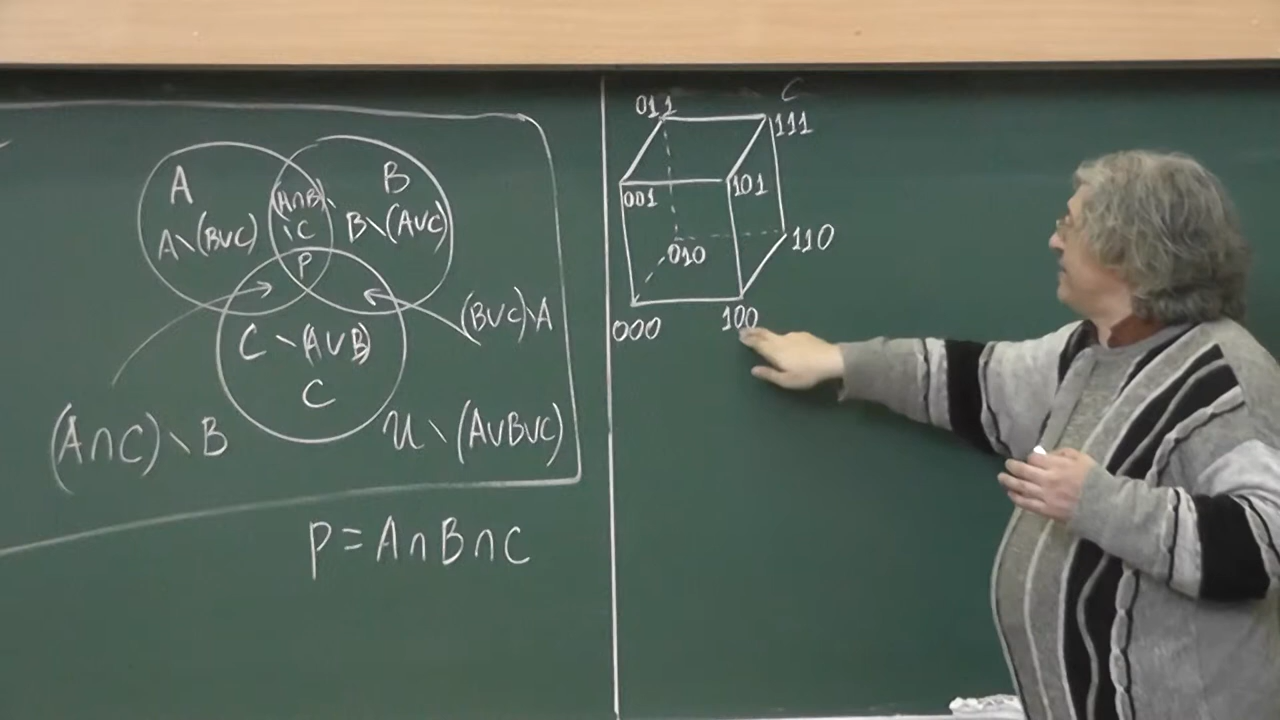 A
B
A\(B∪C)
(A∩B)\
\C
B\(A∪C)
P
(B∪C)\A
C\(A∪B)
C
(A∩C)\B
U\(A∪B∪C)
P=A∩B∩C
C
011
111
001
101
010
110
000
100